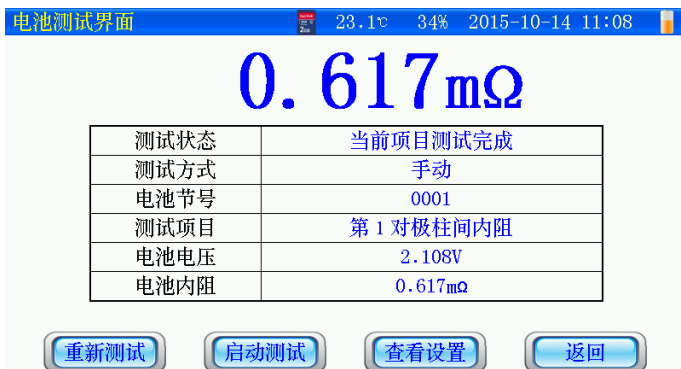 电池测试界面 23.1℃ 34% 2015-10-14 11:08
0.617mΩ
测试状态 当前项目测试完成
测试方式 手动
电池节号 0001
测试项目 第1对极柱间内阻
电池电压 2.108V
电池内阻 0.617mΩ
重新测试 启动测试 查看设置 返回